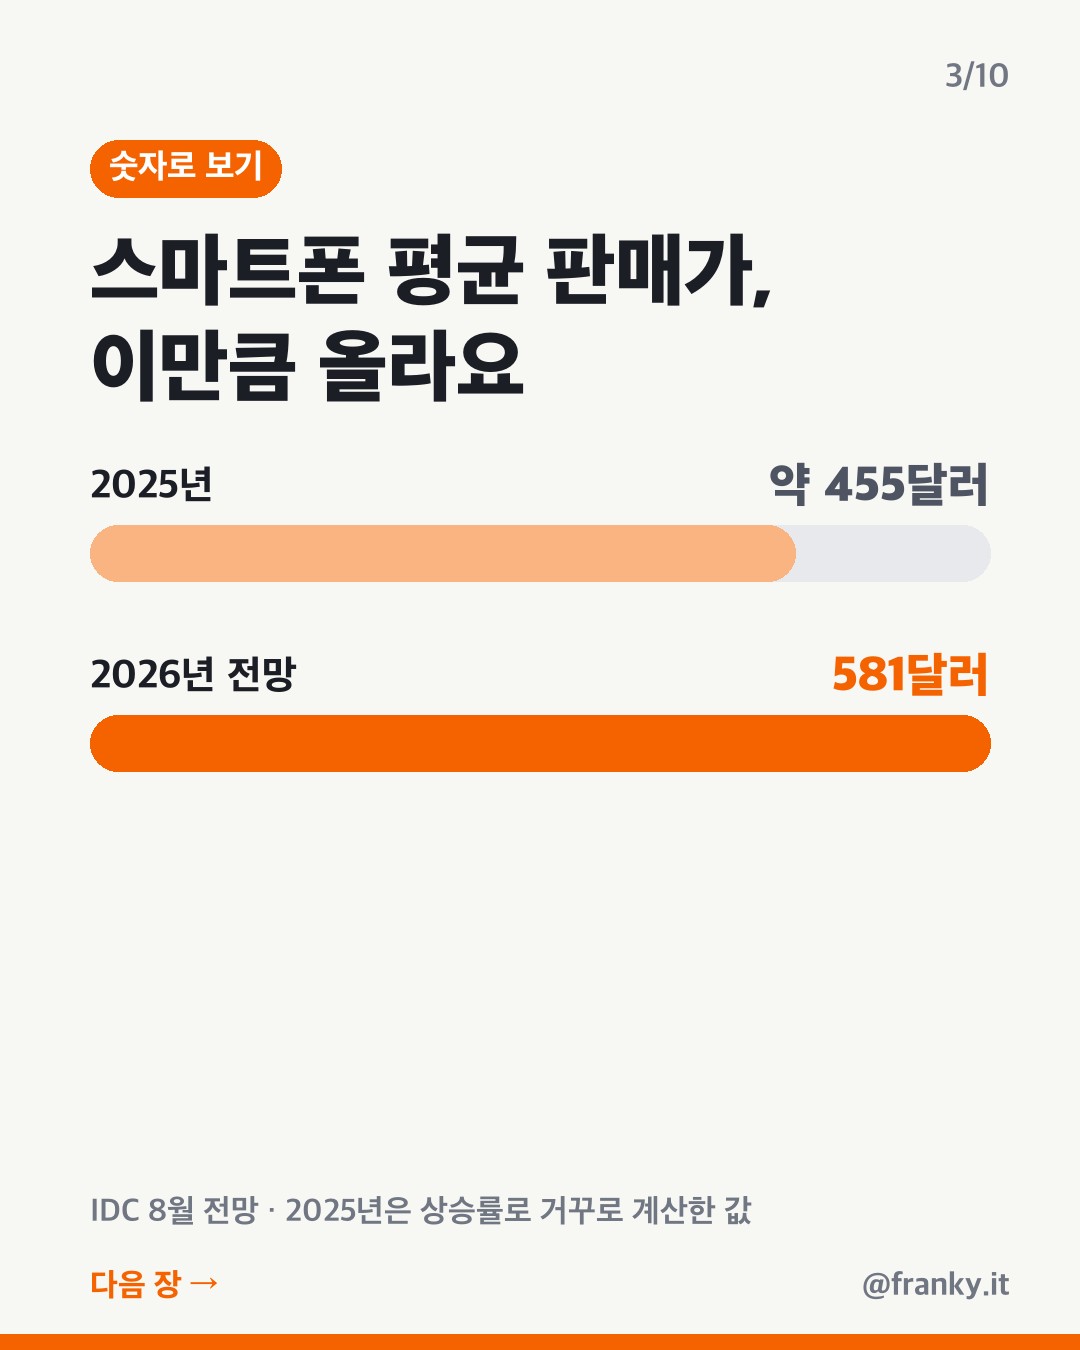 3/10
숫자로 보기
스마트폰 평균 판매가,
이만큼 올라요
2025년 약 455달러
2026년 전망 581달러
IDC 8월 전망 · 2025년은 상승률로 거꾸로 계산한 값
다음 장 → @franky.it